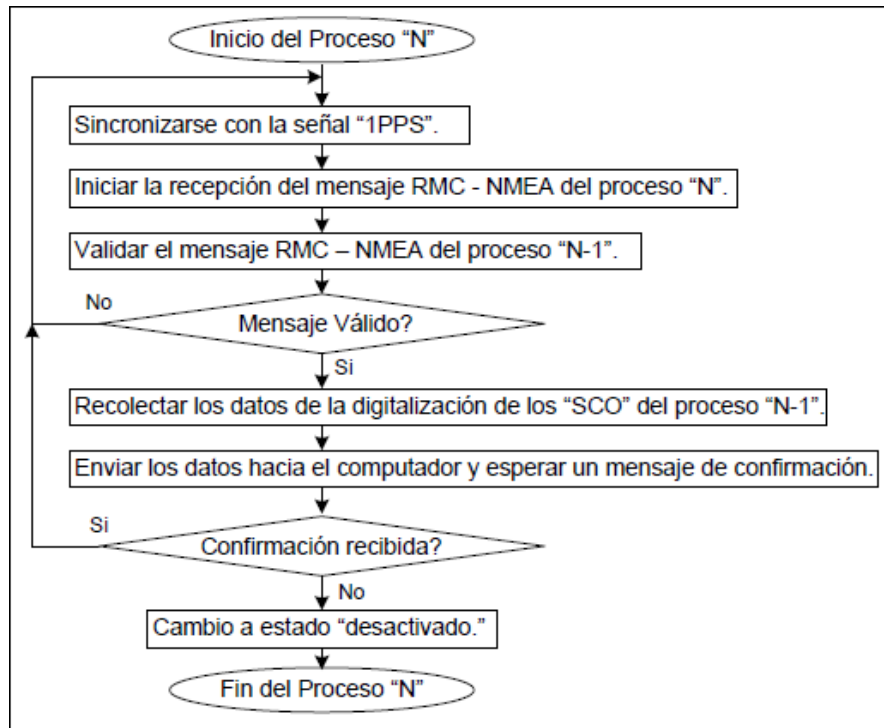 Inicio del Proceso “N”
Sincronizarse con la señal “1PPS”.
Iniciar la recepción del mensaje RMC - NMEA del proceso “N”.
Validar el mensaje RMC – NMEA del proceso “N-1”.
No
Mensaje Válido?
Si
Recolectar los datos de la digitalización de los “SCO” del proceso “N-1”.
Enviar los datos hacia el computador y esperar un mensaje de confirmación.
Si
Confirmación recibida?
No
Cambio a estado “desactivado.”
Fin del Proceso “N”